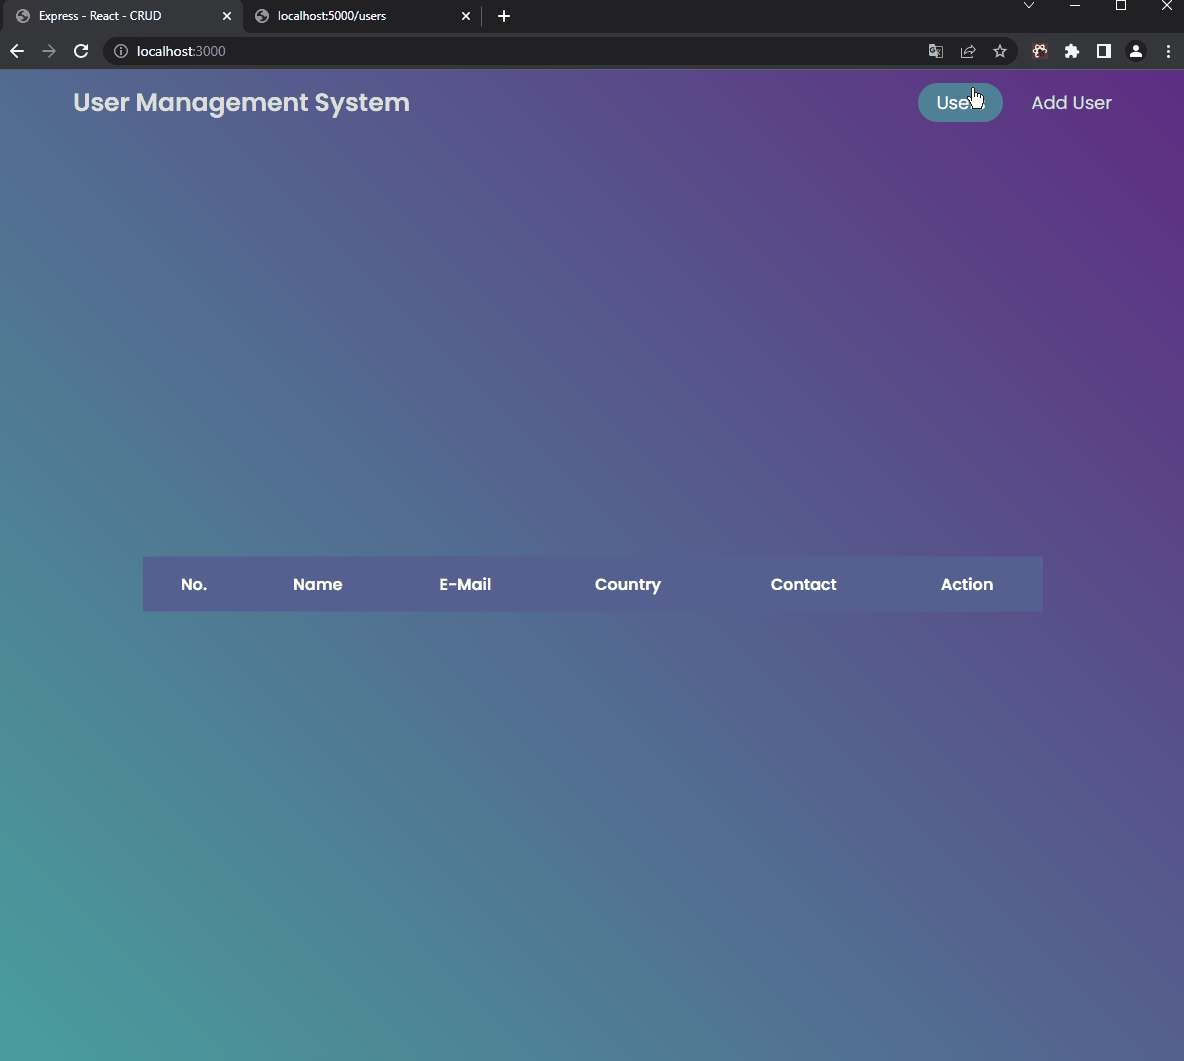 Express - React - CRUD
localhost:5000/users
localhost:3000
User Management System
Add User
No. Name E-Mail Country Contact Action